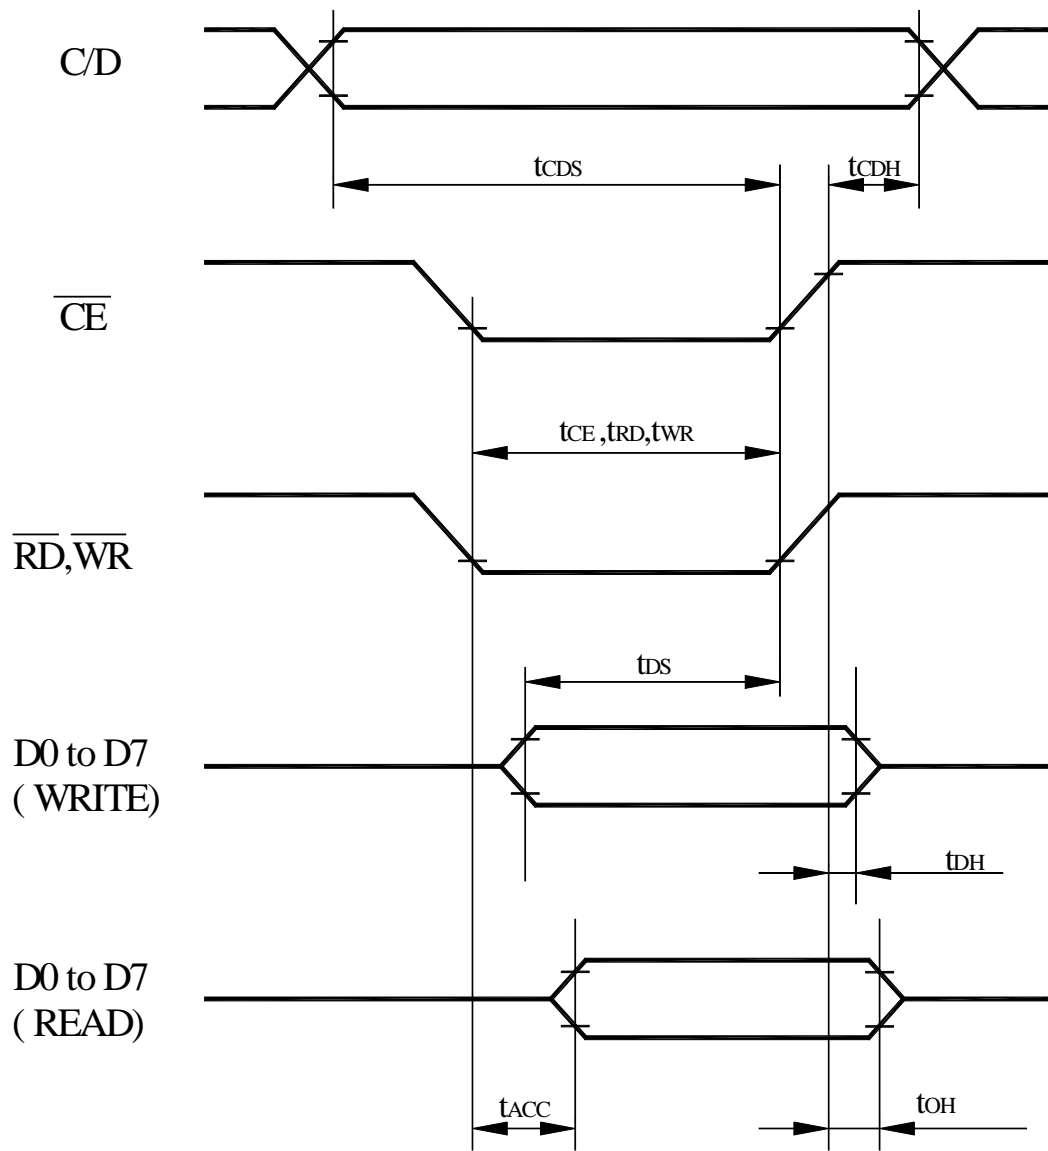 C/D
tCDS
tCDH
CE
tCE ,tRD,tWR
RD,WR
tDS
D0 to D7
( WRITE)
tDH
D0 to D7
( READ)
tACC
tOH